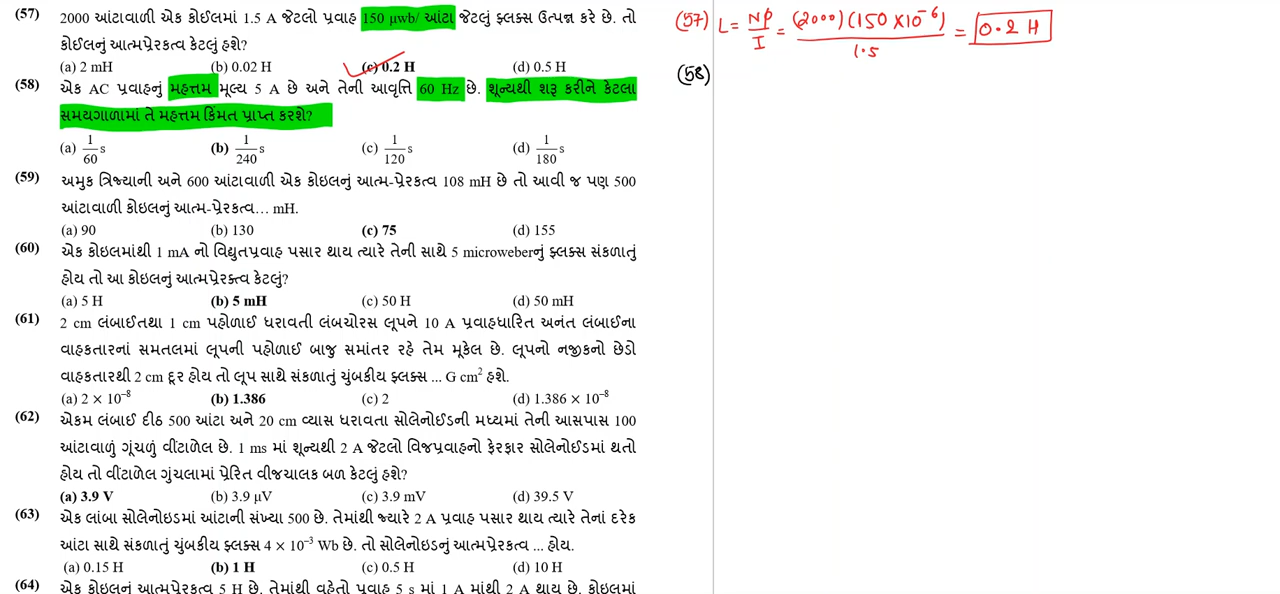 (57) 2000 આંટાવાળી એક કોઈલમાં 1.5 A જેટલો પ્રવાહ 150 μwb/ આંટા જેટલું ફ્લક્સ ઉત્પન્ન કરે છે. તો
કોઈલનું આત્મપ્રેરકત્વ કેટલું હશે?
(a) 2 mH (b) 0.02 H (c) 0.2 H (d) 0.5 H
(58) એક AC પ્રવાહનું મહત્તમ મૂલ્ય 5 A છે અને તેની આવૃત્તિ 60 Hz છે. શૂન્યથી શરૂ કરીને કેટલા
સમયગાળામાં તે મહત્તમ કિંમત પ્રાપ્ત કરશે?
(a) 1/60 s (b) 1/240 s (c) 1/120 s (d) 1/180 s
(59) અમુક ત્રિજ્યાની અને 600 આંટાવાળી એક કોઇલનું આત્મ-પ્રેરકત્વ 108 mH છે તો આવી જ પણ 500
આંટાવાળી કોઇલનું આત્મ-પ્રેરકત્વ... mH.
(a) 90 (b) 130 (c) 75 (d) 155
(60) એક કોઇલમાંથી 1 mA નો વિદ્યુતપ્રવાહ પસાર થાય ત્યારે તેની સાથે 5 microweberનું ફ્લક્સ સંકળાતું
હોય તો આ કોઇલનું આત્મપ્રેરક્ત્વ કેટલું?
(a) 5 H (b) 5 mH (c) 50 H (d) 50 mH
(61) 2 cm લંબાઈતથા 1 cm પહોળાઈ ધરાવતી લંબચોરસ લૂપને 10 A પ્રવાહધારિત અનંત લંબાઈના
વાહકતારનાં સમતલમાં લૂપની પહોળાઈ બાજુ સમાંતર રહે તેમ મૂકેલ છે. લૂપનો નજીકનો છેડો
વાહકતારથી 2 cm દૂર હોય તો લૂપ સાથે સંકળાતું ચુંબકીય ફ્લક્સ ... G cm² હશે.
(a) 2 × 10⁻⁸ (b) 1.386 (c) 2 (d) 1.386 × 10⁻⁸
(62) એકમ લંબાઈ દીઠ 500 આંટા અને 20 cm વ્યાસ ધરાવતા સોલેનોઈડની મધ્યમાં તેની આસપાસ 100
આંટાવાળું ગૂંચળું વીંટાળેલ છે. 1 ms માં શૂન્યથી 2 A જેટલો વિજપ્રવાહનો ફેરફાર સોલેનોઈડમાં થતો
હોય તો વીંટાળેલ ગુંચલામાં પ્રેરિત વીજચાલક બળ કેટલું હશે?
(a) 3.9 V (b) 3.9 μV (c) 3.9 mV (d) 39.5 V
(63) એક લાંબા સોલેનોઇડમાં આંટાની સંખ્યા 500 છે. તેમાંથી જ્યારે 2 A પ્રવાહ પસાર થાય ત્યારે તેનાં દરેક
આંટા સાથે સંકળાતું ચુંબકીય ફ્લક્સ 4 × 10⁻³ Wb છે. તો સોલેનોઇડનું આત્મપ્રેરકત્વ ... હોય.
(a) 0.15 H (b) 1 H (c) 0.5 H (d) 10 H
(64) એક કોઇલનું આત્મપ્રેરકત્વ 5 H છે. તેમાંથી વહેતો પ્રવાહ 5 s માં 1 A માંથી 2 A થાય છે. કોઇલમાં
(57) L = Nφ/I = (2000)(150×10⁻⁶)/1.5 = 0.2 H
(58)